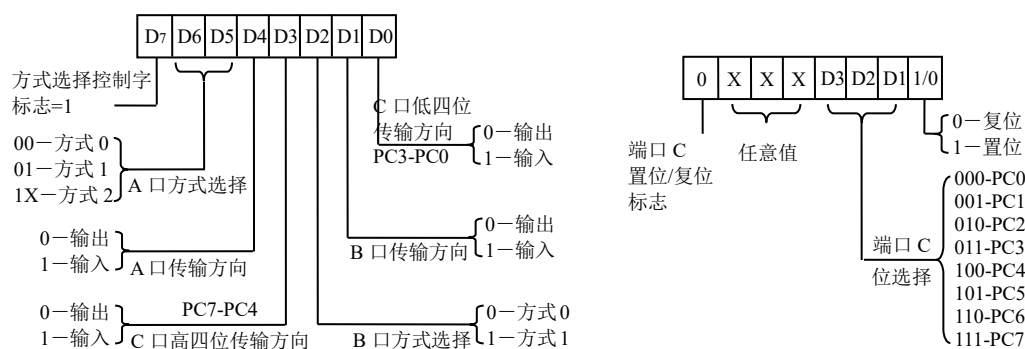 D7 D6 D5 D4 D3 D2 D1 D0
方式选择控制字
标志=1
00－方式 0
01－方式 1
1X－方式 2
A 口方式选择
0－输出
1－输入
A 口传输方向
0－输出
1－输入
PC7-PC4
C 口高四位传输方向
C 口低四位
传输方向
PC3-PC0
0－输出
1－输入
B 口传输方向
0－输出
1－输入
B 口方式选择
0－方式 0
1－方式 1
0 X X X D3 D2 D1 1/0
端口 C
置位/复位
标志
任意值
0－复位
1－置位
端口 C
位选择
000-PC0
001-PC1
010-PC2
011-PC3
100-PC4
101-PC5
110-PC6
111-PC7